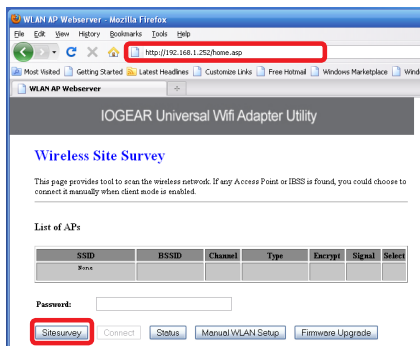 WLAN AP Webserver - Mozilla Firefox
File Edit View History Bookmarks Tools Help
http://192.168.1.252/home.asp
Most Visited Getting Started Latest Headlines Customize Links Free Hotmail Windows Marketplace Wind
WLAN AP Webserver
IOGEAR Universal Wifi Adapter Utility
Wireless Site Survey
This page provides tool to scan the wireless network. If any Access Point or IBSS is found, you could choose to
connect it manually when client mode is enabled.
List of APs
SSID BSSID Channel Type Encrypt Signal Select
None
Password:
Sitesurvey Connect Status Manual WLAN Setup Firmware Upgrade